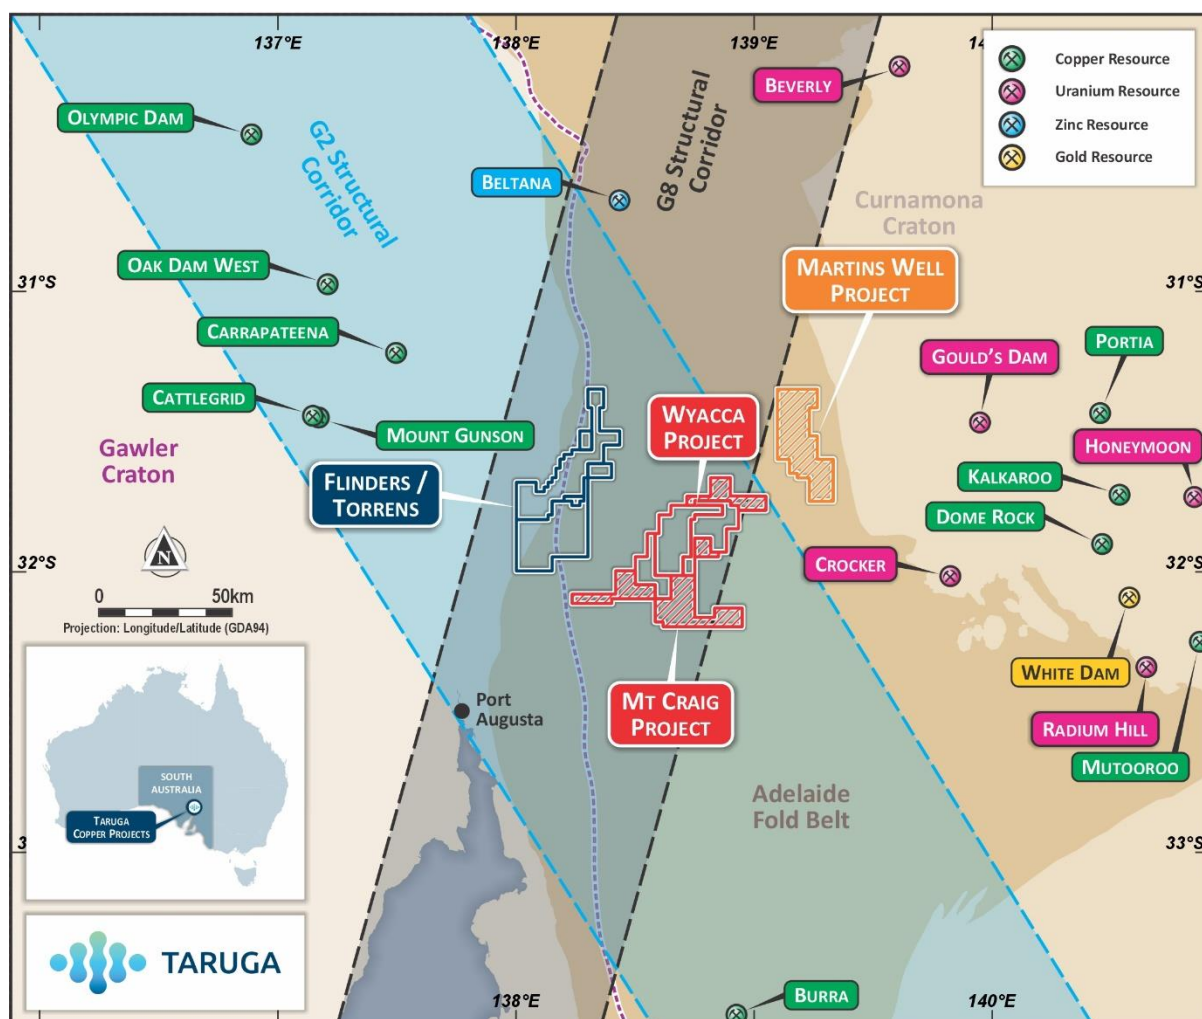 137°E
138°E
139°E
14
Copper Resource
Uranium Resource
Zinc Resource
Gold Resource
BEVERLY
OLYMPIC DAM
G2 Structural
Corridor
BELTANA
G8 Structural
Corridor
Curnamona
Craton
OAK DAM WEST
MARTINS WELL
PROJECT
31°S
31°S
CARRAPATEENA
GOULD'S DAM
PORTIA
CATTLEGRID
MOUNT GUNSON
WYACCA
PROJECT
Gawler
Craton
FLINDERS /
TORRENS
HONEYMOON
KALKAROO
DOME ROCK
N
32°S
32°S
CROCKER
0 50km
Projection: Longitude/Latitude (GDA94)
WHITE DAM
MT CRAIG
PROJECT
Port
Augusta
RADIUM HILL
MUTOOROO
SOUTH
AUSTRALIA
TARUGA
COPPER PROJECTS
Adelaide
Fold Belt
3
33°S
TARUGA
138°E
BURRA
140°E